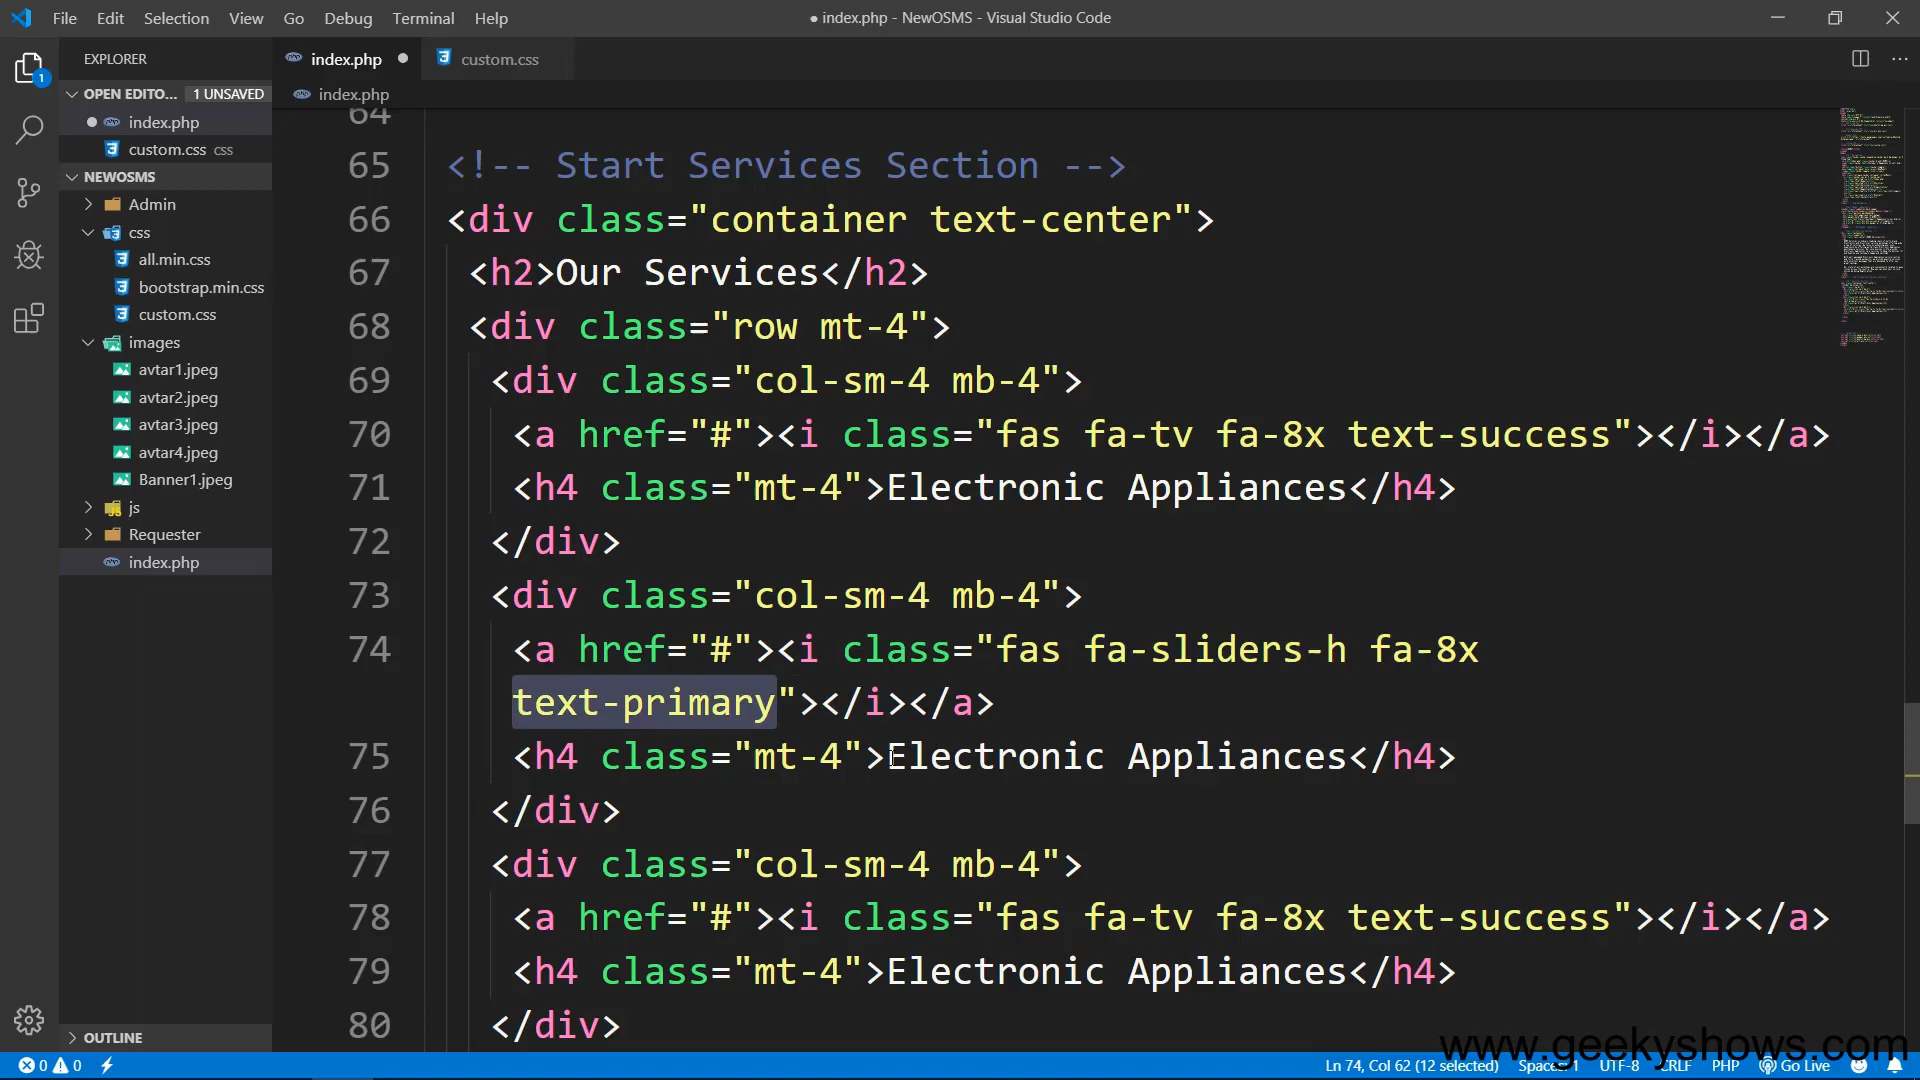 File Edit Selection View Go Debug Terminal Help
● index.php - NewOSMS - Visual Studio Code
EXPLORER
index.php
custom.css
OPEN EDITO... 1 UNSAVED
index.php
index.php
custom.css css
NEWOSMS
Admin
css
all.min.css
bootstrap.min.css
custom.css
images
avtar1.jpeg
avtar2.jpeg
avtar3.jpeg
avtar4.jpeg
Banner1.jpeg
js
Requester
index.php
OUTLINE
1
64
65 <!-- Start Services Section -->
66 <div class="container text-center">
67 <h2>Our Services</h2>
68 <div class="row mt-4">
69 <div class="col-sm-4 mb-4">
70 <a href="#"><i class="fas fa-tv fa-8x text-success"></i></a>
71 <h4 class="mt-4">Electronic Appliances</h4>
72 </div>
73 <div class="col-sm-4 mb-4">
74 <a href="#"><i class="fas fa-sliders-h fa-8x
text-primary"></i></a>
75 <h4 class="mt-4">Electronic Appliances</h4>
76 </div>
77 <div class="col-sm-4 mb-4">
78 <a href="#"><i class="fas fa-tv fa-8x text-success"></i></a>
79 <h4 class="mt-4">Electronic Appliances</h4>
80 </div>
www.geekyshows.com
0 0 Ln 74, Col 62 (12 selected) Spaces: 1 UTF-8 CRLF PHP Go Live